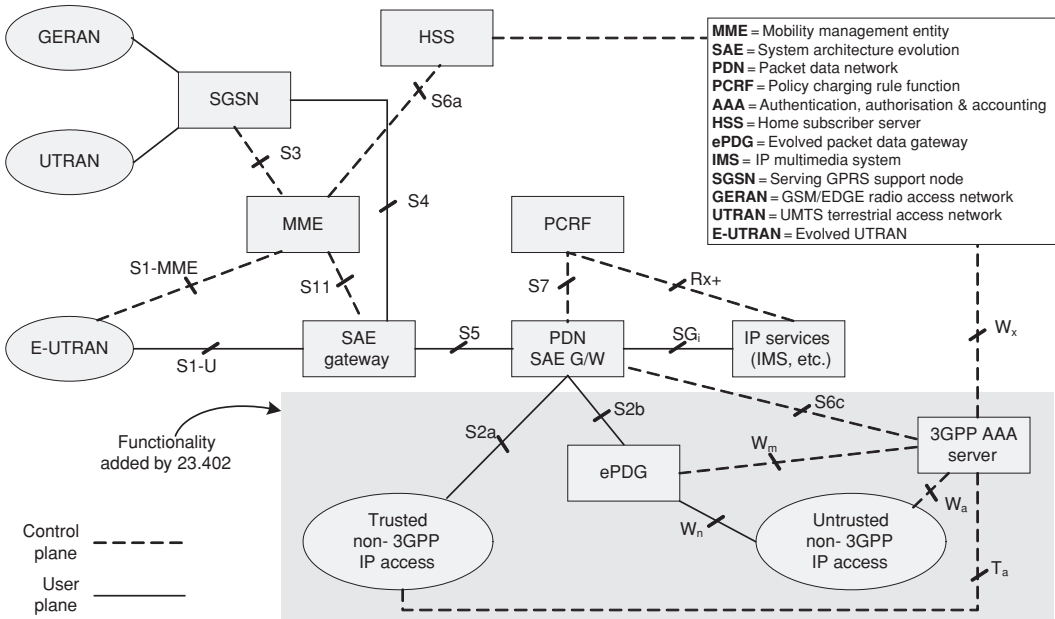 GERAN
HSS
MME = Mobility management entity
SAE = System architecture evolution
PDN = Packet data network
PCRF = Policy charging rule function
AAA = Authentication, authorisation & accounting
HSS = Home subscriber server
ePDG = Evolved packet data gateway
IMS = IP multimedia system
SGSN = Serving GPRS support node
GERAN = GSM/EDGE radio access network
UTRAN = UMTS terrestrial access network
E-UTRAN = Evolved UTRAN
SGSN
S6a
UTRAN
S3
S4
MME
PCRF
S1-MME
S11
S7
Rx+
E-UTRAN
S1-U
SAE
gateway
S5
PDN
SAE G/W
SGi
IP services
(IMS, etc.)
Wx
Functionality
added by 23.402
S2a
S2b
S6c
3GPP AAA
server
ePDG
Wm
Wa
Wn
Trusted
non- 3GPP
IP access
Untrusted
non- 3GPP
IP access
Ta
Control
plane
User
plane